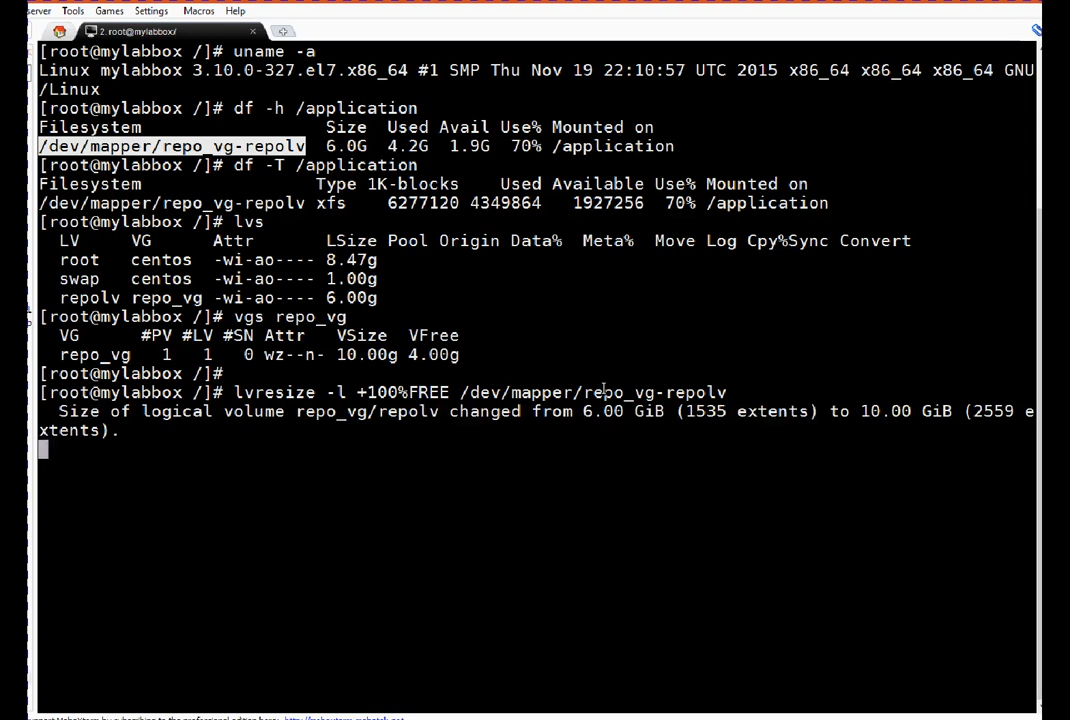 server Tools Games Settings Macros Help
2. root@mylabbox:/
[root@mylabbox /]# uname -a
Linux mylabbox 3.10.0-327.el7.x86_64 #1 SMP Thu Nov 19 22:10:57 UTC 2015 x86_64 x86_64 x86_64 GNU
/Linux
[root@mylabbox /]# df -h /application
Filesystem Size Used Avail Use% Mounted on
/dev/mapper/repo_vg-repolv 6.0G 4.2G 1.9G 70% /application
[root@mylabbox /]# df -T /application
Filesystem Type 1K-blocks Used Available Use% Mounted on
/dev/mapper/repo_vg-repolv xfs 6277120 4349864 1927256 70% /application
[root@mylabbox /]# lvs
LV VG Attr LSize Pool Origin Data% Meta% Move Log Cpy%Sync Convert
root centos -wi-ao---- 8.47g
swap centos -wi-ao---- 1.00g
repolv repo_vg -wi-ao---- 6.00g
[root@mylabbox /]# vgs repo_vg
VG #PV #LV #SN Attr VSize VFree
repo_vg 1 1 0 wz--n- 10.00g 4.00g
[root@mylabbox /]#
[root@mylabbox /]# lvresize -l +100%FREE /dev/mapper/repo_vg-repolv
Size of logical volume repo_vg/repolv changed from 6.00 GiB (1535 extents) to 10.00 GiB (2559 e
xtents).